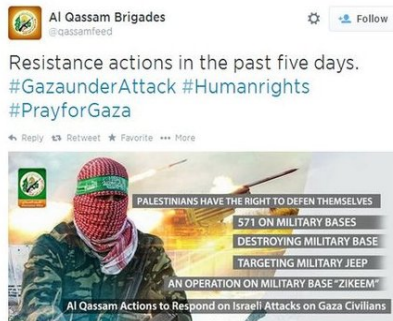 Al Qassam Brigades
@qassamfeed
Follow
Resistance actions in the past five days.
#GazaunderAttack #Humanrights
#PrayforGaza
Reply Retweet Favorite ••• More
PALESTINIANS HAVE THE RIGHT TO DEFEN THEMSELVES
571 ON MILITARY BASES
DESTROYING MILITARY BASE
TARGETING MILITARY JEEP
AN OPERATION ON MILITARY BASE "ZIKEEM"
Al Qassam Actions to Respond on Israeli Attacks on Gaza Civilians